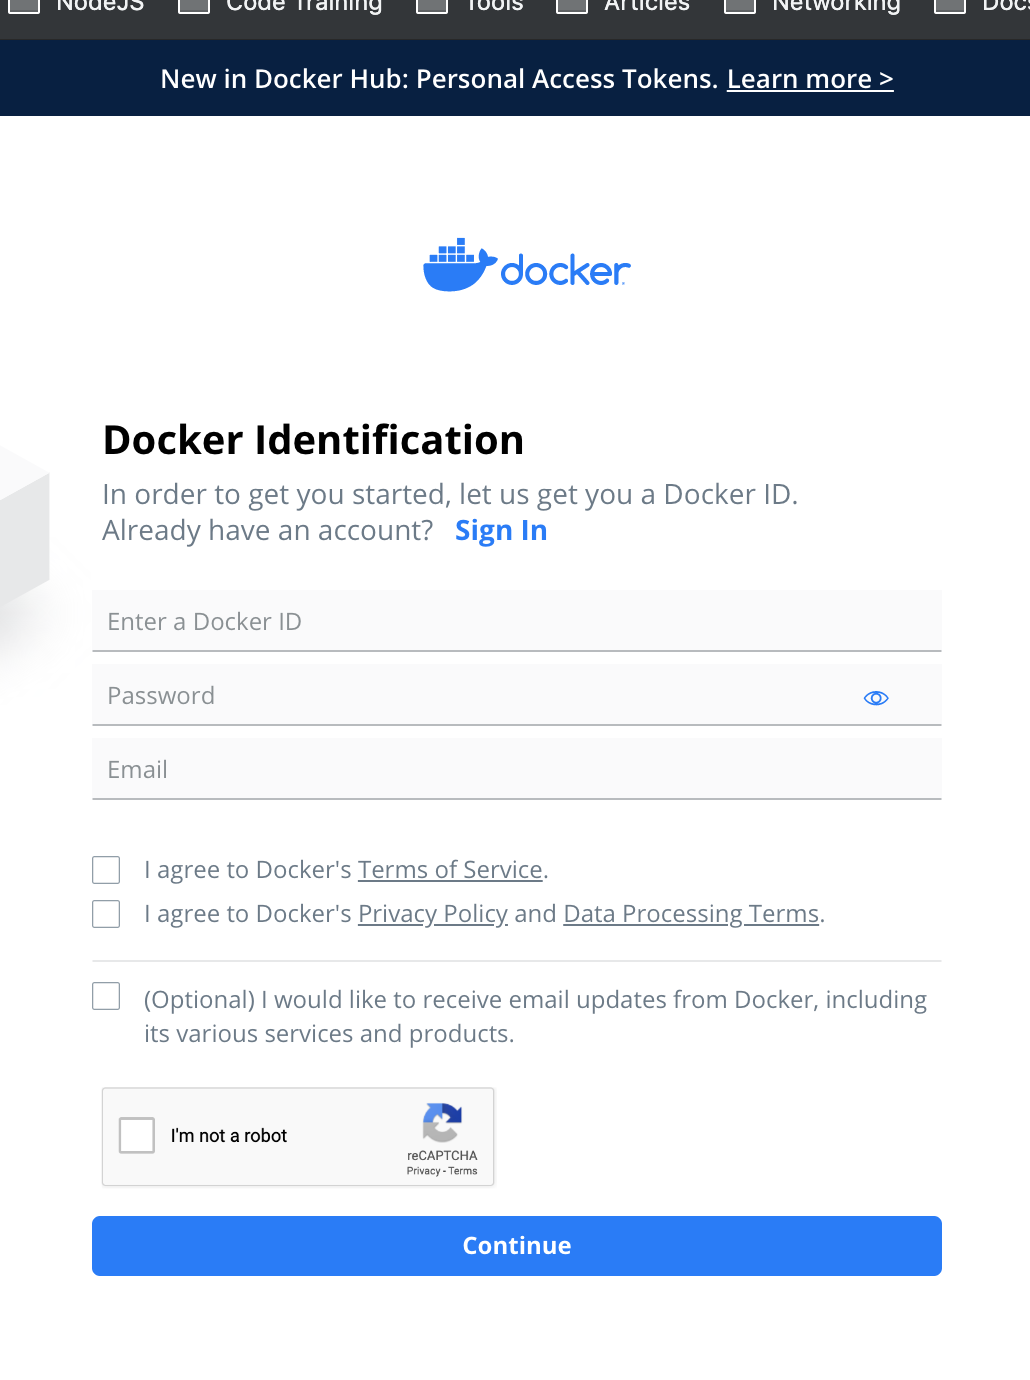 NodeJS Code Training Tools Articles Networking Docs
New in Docker Hub: Personal Access Tokens. Learn more >
docker
Docker Identification
In order to get you started, let us get you a Docker ID.
Already have an account? Sign In
Enter a Docker ID
Password
Email
I agree to Docker's Terms of Service.
I agree to Docker's Privacy Policy and Data Processing Terms.
(Optional) I would like to receive email updates from Docker, including
its various services and products.
I'm not a robot
reCAPTCHA
Privacy - Terms
Continue